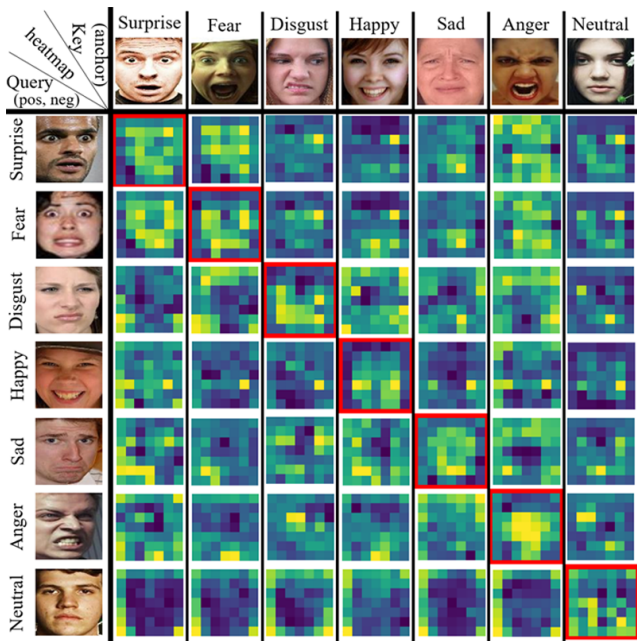 Surprise Fear Disgust Happy Sad Anger Neutral
Key
(anchor)
heatmap
Query
(pos, neg)
Surprise
Fear
Disgust
Happy
Sad
Anger
Neutral